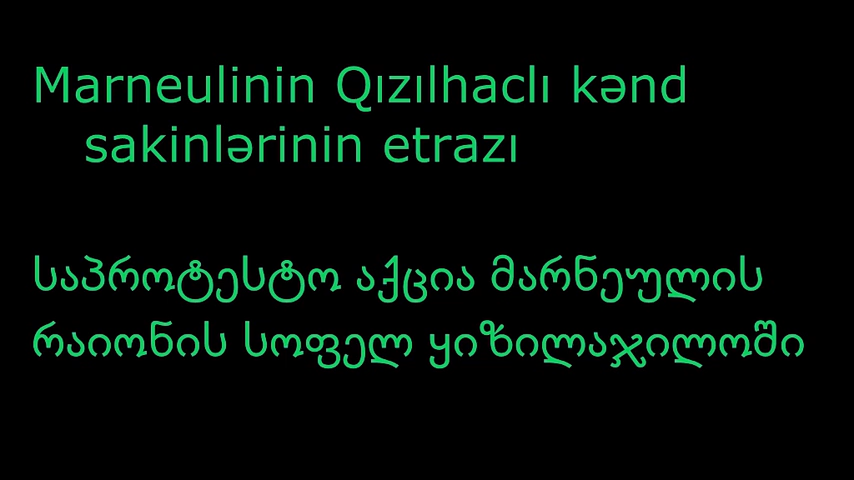 Marneulinin Qızılhaclı kənd
sakinlərinin etrazı
საპროტესტო აქცია მარნეულის
რაიონის სოფელ ყიზილაჯილოში